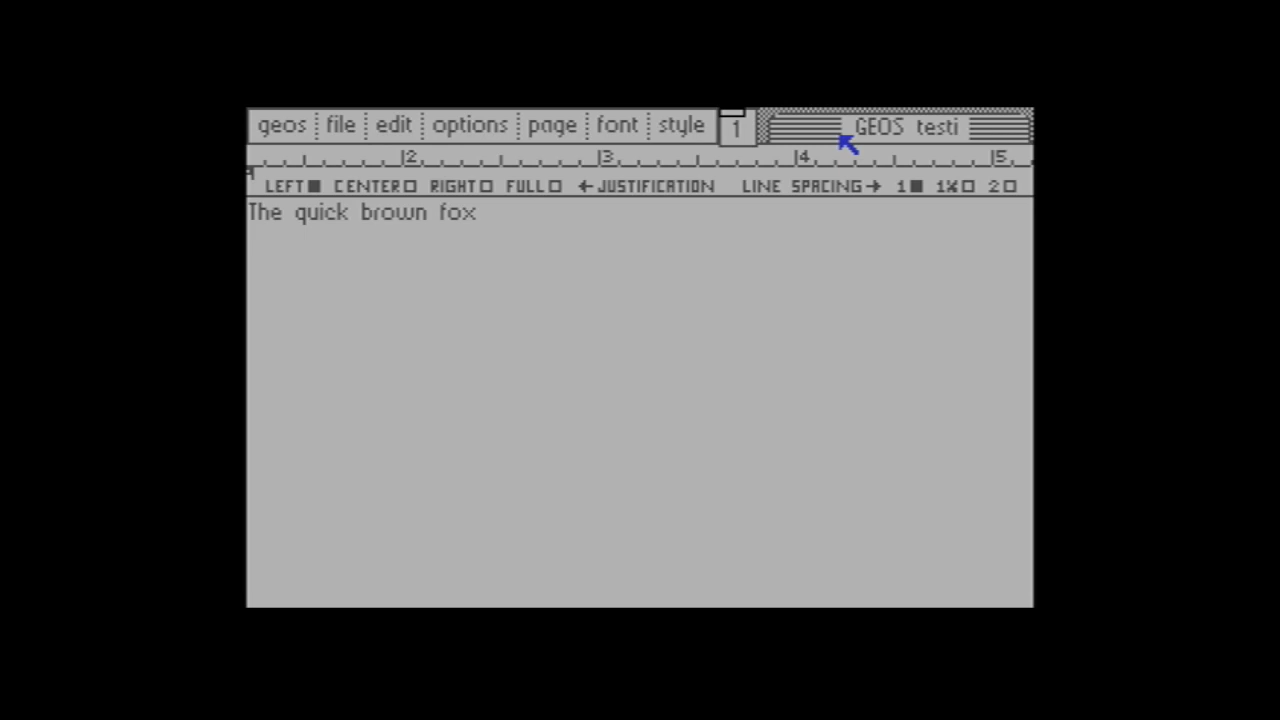 geos file edit options page font style 1 GEOS testi
2 3 4 5
LEFT CENTER RIGHT FULL ←JUSTIFICATION LINE SPACING→ 1 1½ 2
The quick brown fox